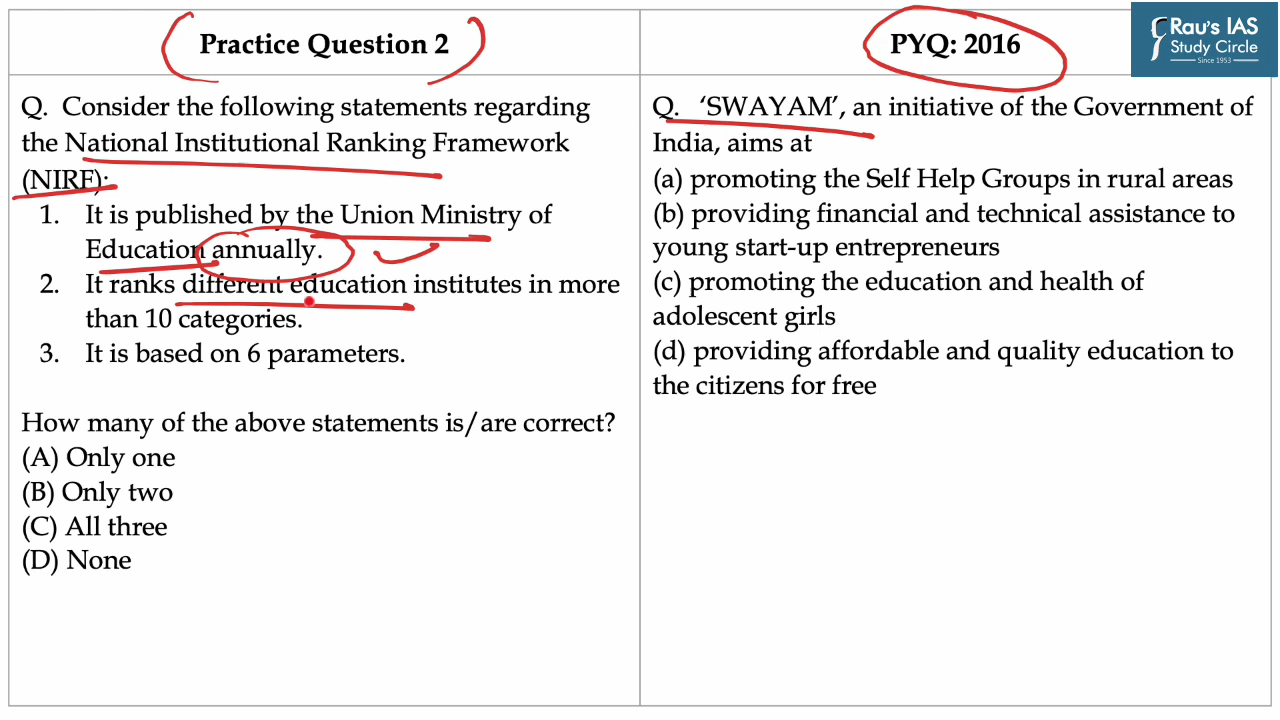 Practice Question 2
Q. Consider the following statements regarding
the National Institutional Ranking Framework
(NIRF):
1. It is published by the Union Ministry of
Education annually.
2. It ranks different education institutes in more
than 10 categories.
3. It is based on 6 parameters.
How many of the above statements is/are correct?
(A) Only one
(B) Only two
(C) All three
(D) None
PYQ: 2016
Q. ‘SWAYAM’, an initiative of the Government of
India, aims at
(a) promoting the Self Help Groups in rural areas
(b) providing financial and technical assistance to
young start-up entrepreneurs
(c) promoting the education and health of
adolescent girls
(d) providing affordable and quality education to
the citizens for free
Rau's IAS
Study Circle
Since 1953